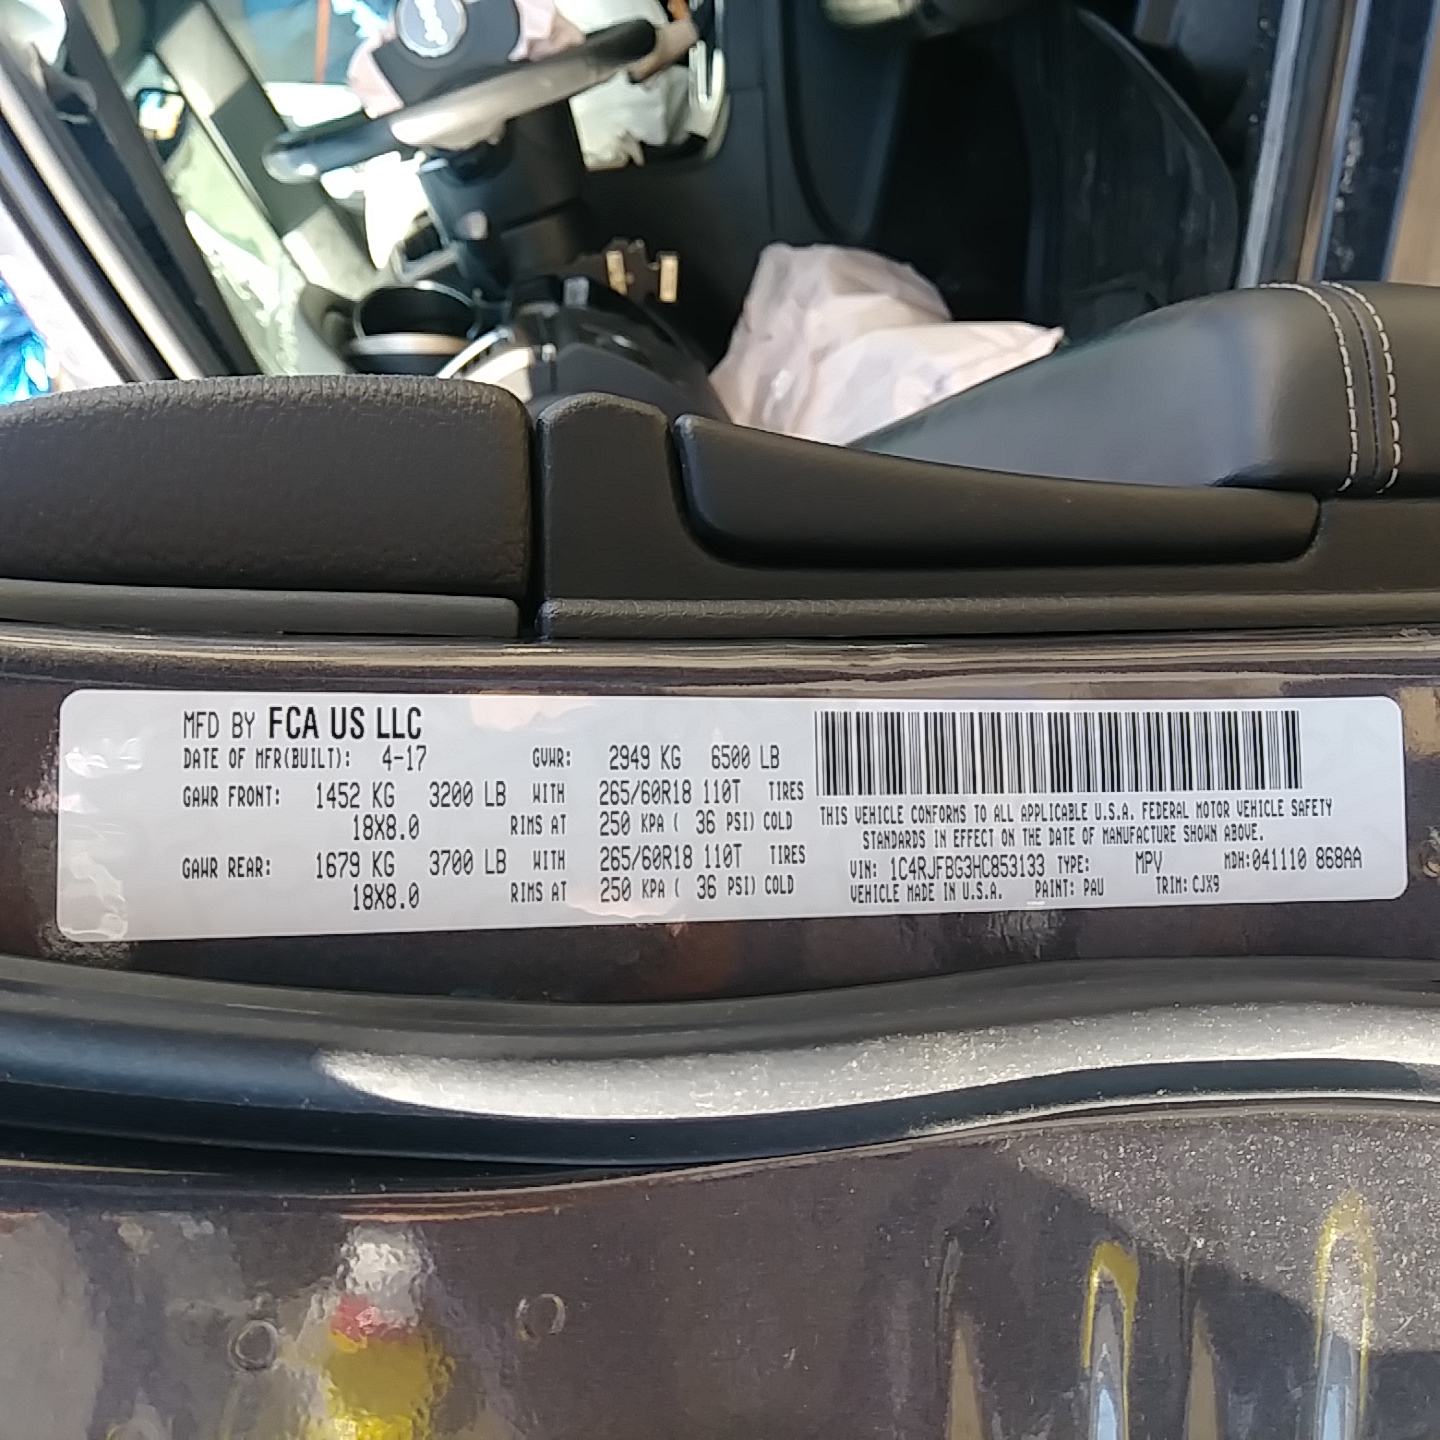 MFD BY FCA US LLC
DATE OF MFR(BUILT): 4-17 GVWR: 2949 KG 6500 LB
GAWR FRONT: 1452 KG 3200 LB WITH 265/60R18 110T TIRES
18X8.0 RIMS AT 250 KPA ( 36 PSI) COLD
GAWR REAR: 1679 KG 3700 LB WITH 265/60R18 110T TIRES
18X8.0 RIMS AT 250 KPA ( 36 PSI) COLD
THIS VEHICLE CONFORMS TO ALL APPLICABLE U.S.A. FEDERAL MOTOR VEHICLE SAFETY
STANDARDS IN EFFECT ON THE DATE OF MANUFACTURE SHOWN ABOVE.
VIN: 1C4RJFBG3HC853133 TYPE: MPV MDH:041110 868AA
VEHICLE MADE IN U.S.A. PAINT: PAU TRIM: CJX9